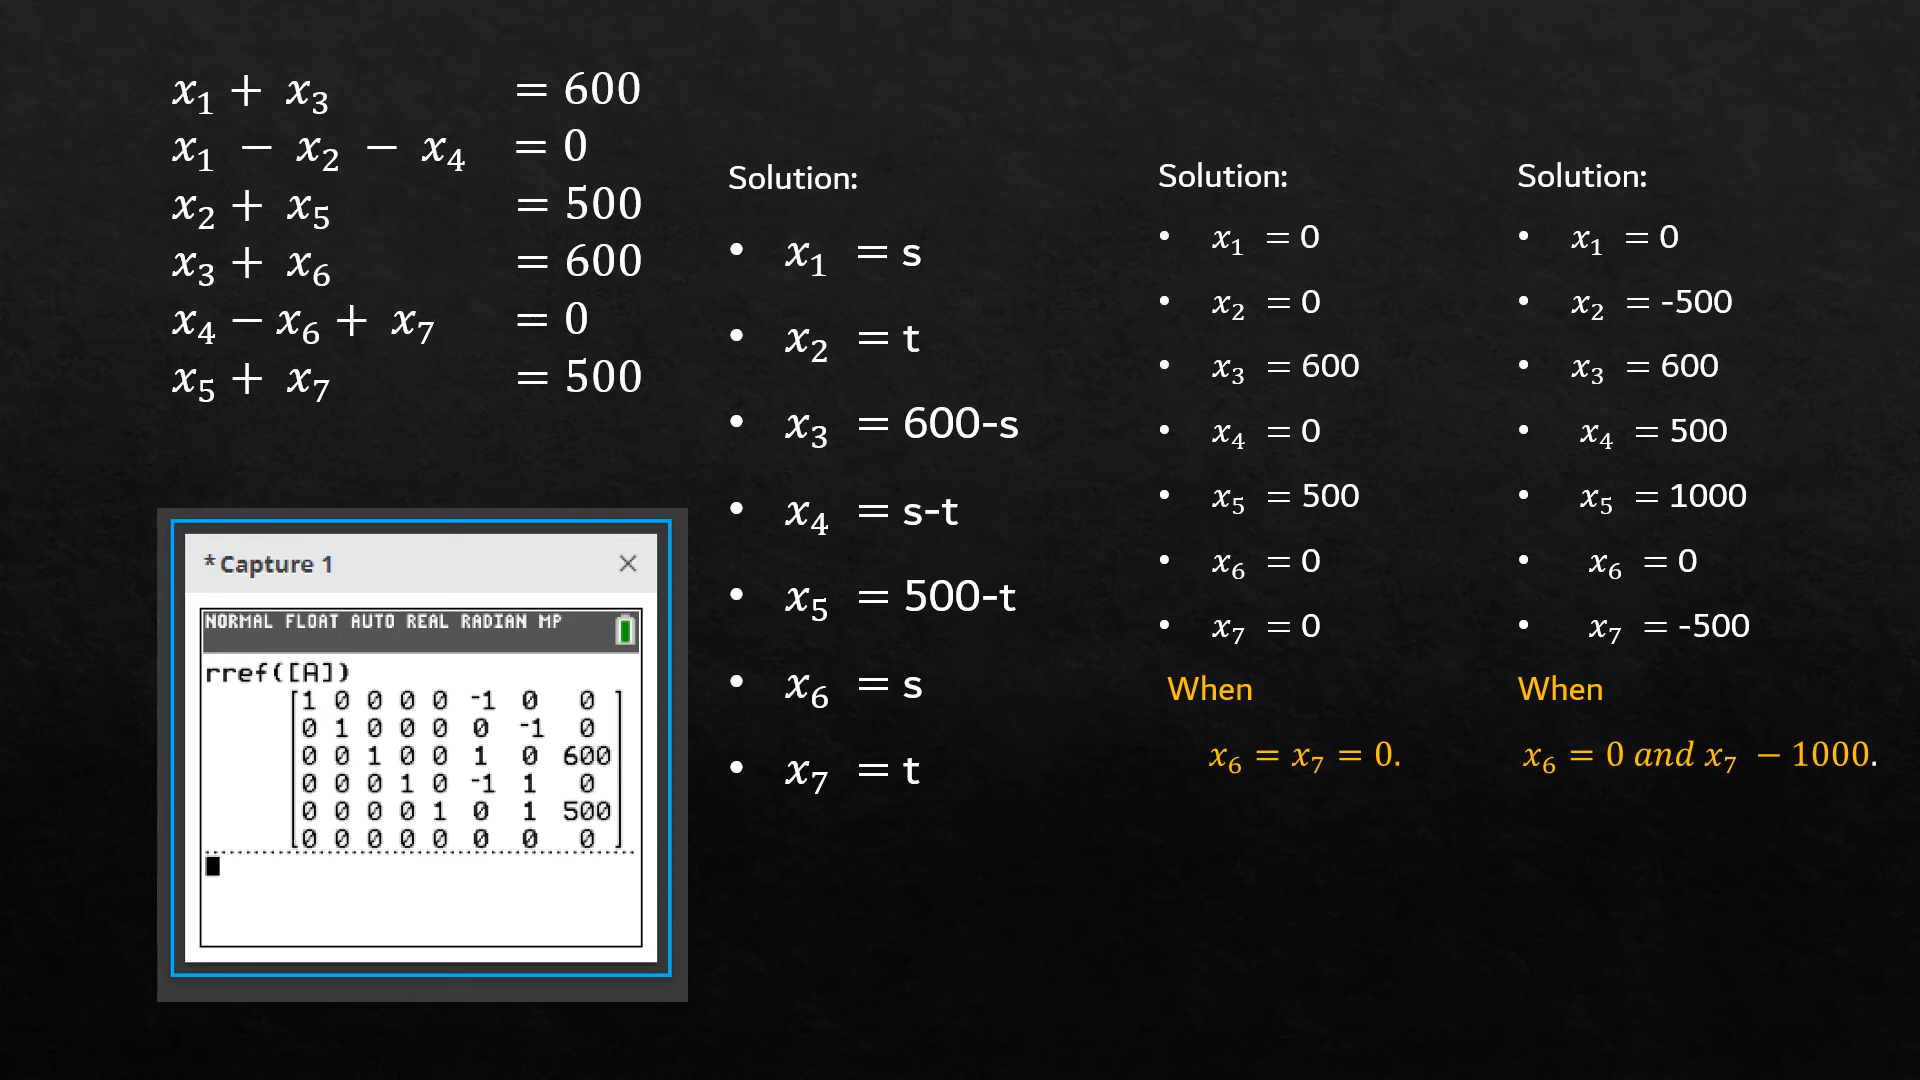 x₁ + x₃ = 600
x₁ − x₂ − x₄ = 0
x₂ + x₅ = 500
x₃ + x₆ = 600
x₄ − x₆ + x₇ = 0
x₅ + x₇ = 500
*Capture 1 ×
NORMAL FLOAT AUTO REAL RADIAN MP
rref([A])
[1 0 0 0 0 -1 0 0]
0 1 0 0 0 0 -1 0
0 0 1 0 0 1 0 600
0 0 0 1 0 -1 1 0
0 0 0 0 1 0 1 500
[0 0 0 0 0 0 0 0]
Solution:
• x₁ = s
• x₂ = t
• x₃ = 600-s
• x₄ = s-t
• x₅ = 500-t
• x₆ = s
• x₇ = t
Solution:
• x₁ = 0
• x₂ = 0
• x₃ = 600
• x₄ = 0
• x₅ = 500
• x₆ = 0
• x₇ = 0
When
x₆ = x₇ = 0.
Solution:
• x₁ = 0
• x₂ = -500
• x₃ = 600
• x₄ = 500
• x₅ = 1000
• x₆ = 0
• x₇ = -500
When
x₆ = 0 and x₇ − 1000.